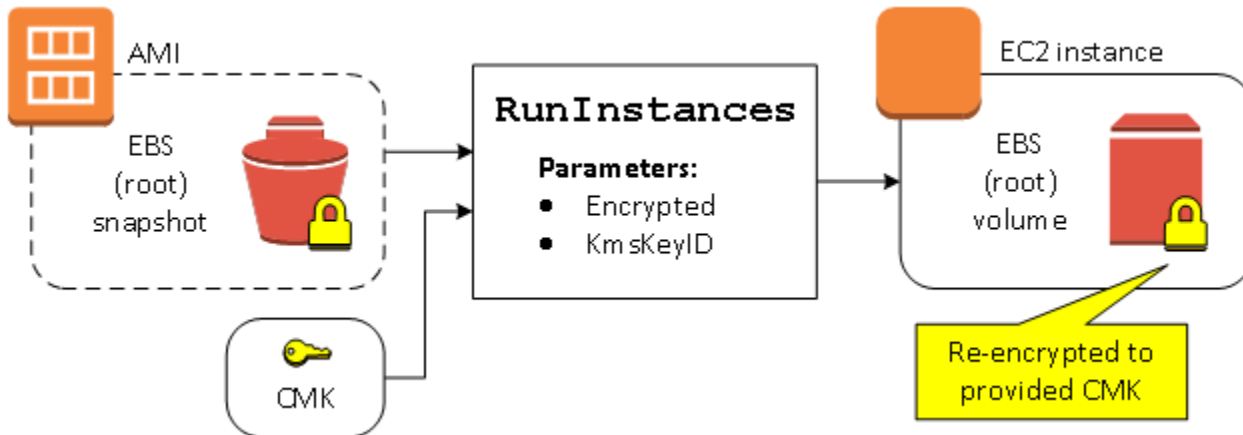 AMI
EBS
(root)
snapshot
CMK
RunInstances
Parameters:
● Encrypted
● KmsKeyID
EC2 instance
EBS
(root)
volume
Re-encrypted to
provided CMK